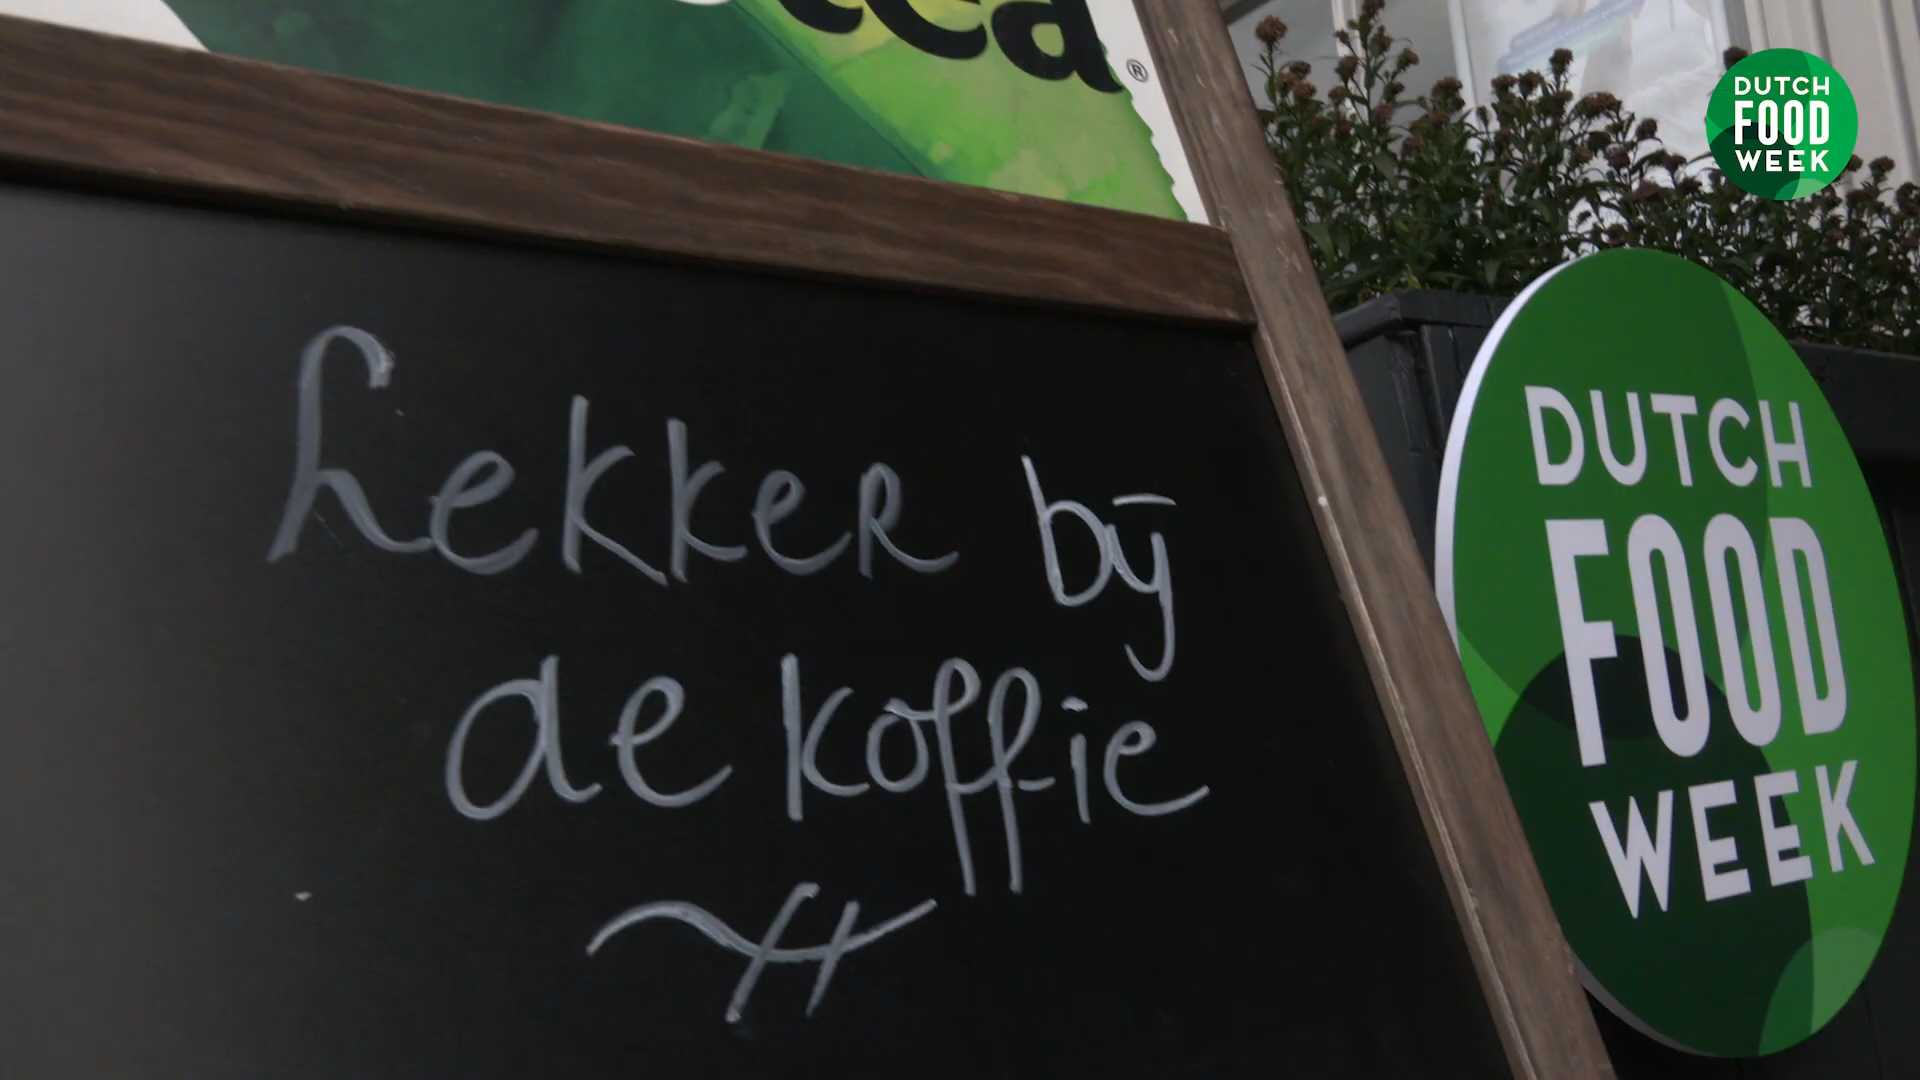 ®
DUTCH
FOOD
WEEK
Lekker bij
de koffie
DUTCH
FOOD
WEEK